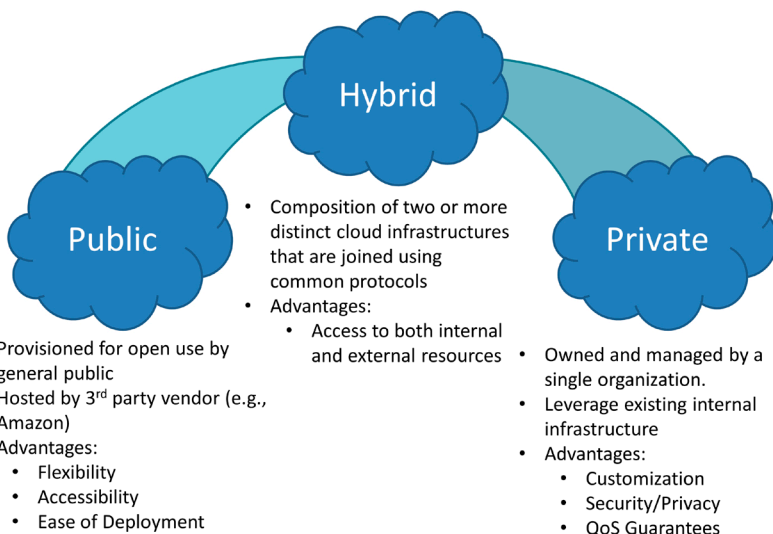 Hybrid
Public
Private
• Composition of two or more
distinct cloud infrastructures
that are joined using
common protocols
• Advantages:
• Access to both internal
and external resources
Provisioned for open use by
general public
Hosted by 3rd party vendor (e.g.,
Amazon)
Advantages:
• Flexibility
• Accessibility
• Ease of Deployment
• Owned and managed by a
single organization.
• Leverage existing internal
infrastructure
• Advantages:
• Customization
• Security/Privacy
• QoS Guarantees